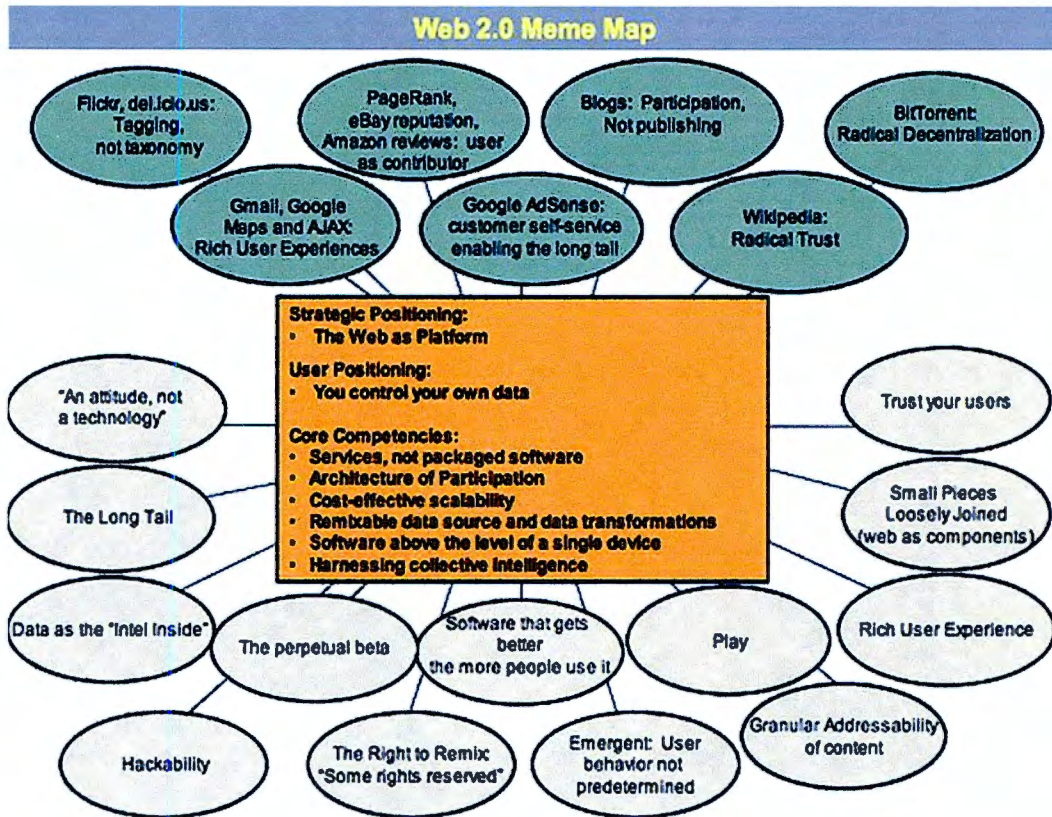 Web 2.0 Meme Map
Flickr, del.icio.us:
Tagging,
not taxonomy
PageRank,
eBay reputation,
Amazon reviews: user
as contributor
Blogs: Participation,
Not publishing
BitTorrent:
Radical Decentralization
Gmail, Google
Maps and AJAX:
Rich User Experiences
Google AdSense:
customer self-service
enabling the long tail
Wikipedia:
Radical Trust
Strategic Positioning:
• The Web as Platform
User Positioning:
• You control your own data
Core Competencies:
• Services, not packaged software
• Architecture of Participation
• Cost-effective scalability
• Remixable data source and data transformations
• Software above the level of a single device
• Harnessing collective intelligence
"An attitude, not
a technology"
Trust your users
The Long Tail
Small Pieces
Loosely Joined
(web as components)
Data as the "Intel Inside"
The perpetual beta
Software that gets
better
the more people use it
Play
Rich User Experience
Hackability
The Right to Remix
"Some rights reserved"
Emergent: User
behavior not
predetermined
Granular Addressability
of content